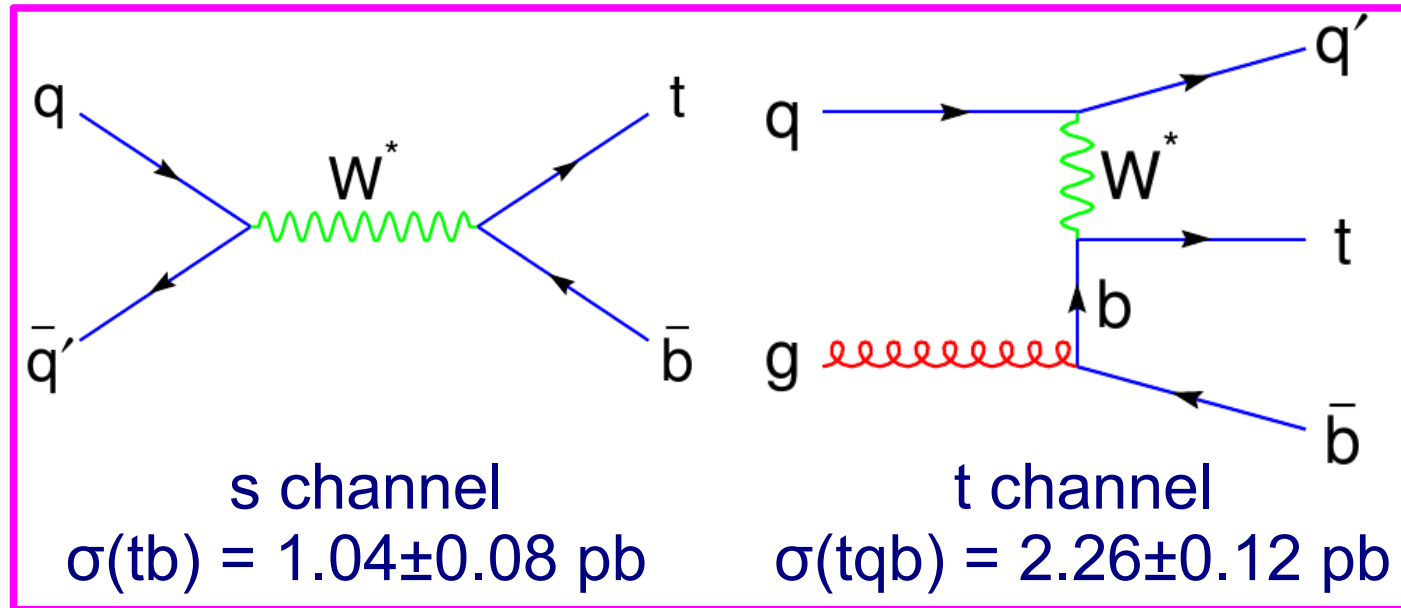 q
W*
t
q̄′
b̄
s channel
σ(tb) = 1.04±0.08 pb
q
q′
W*
t
b
g
b̄
t channel
σ(tqb) = 2.26±0.12 pb